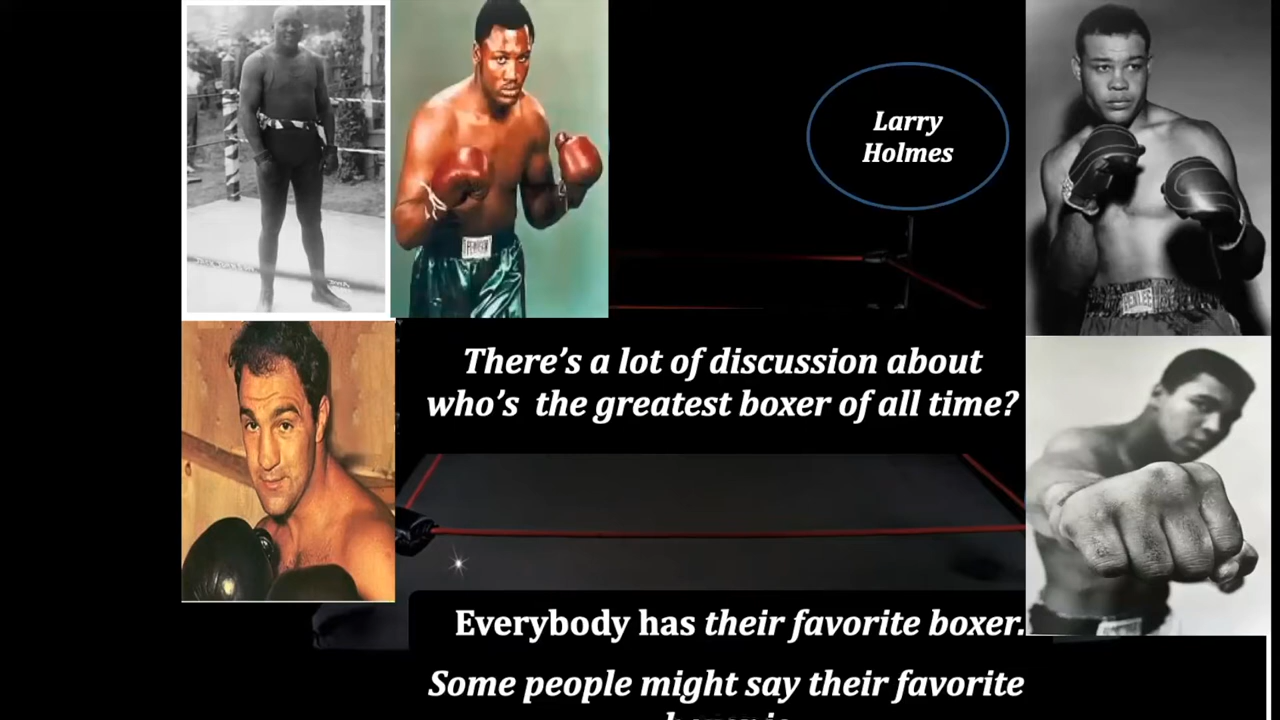 Larry
Holmes
There's a lot of discussion about
who's the greatest boxer of all time?
Everybody has their favorite boxer.
Some people might say their favorite